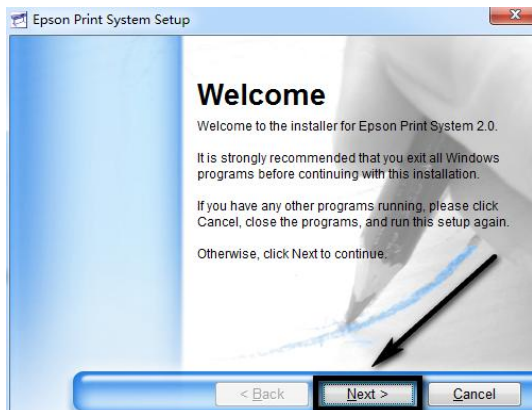 Epson Print System Setup
Welcome
Welcome to the installer for Epson Print System 2.0.
It is strongly recommended that you exit all Windows
programs before continuing with this installation.
If you have any other programs running, please click
Cancel, close the programs, and run this setup again.
Otherwise, click Next to continue.
< Back Next > Cancel